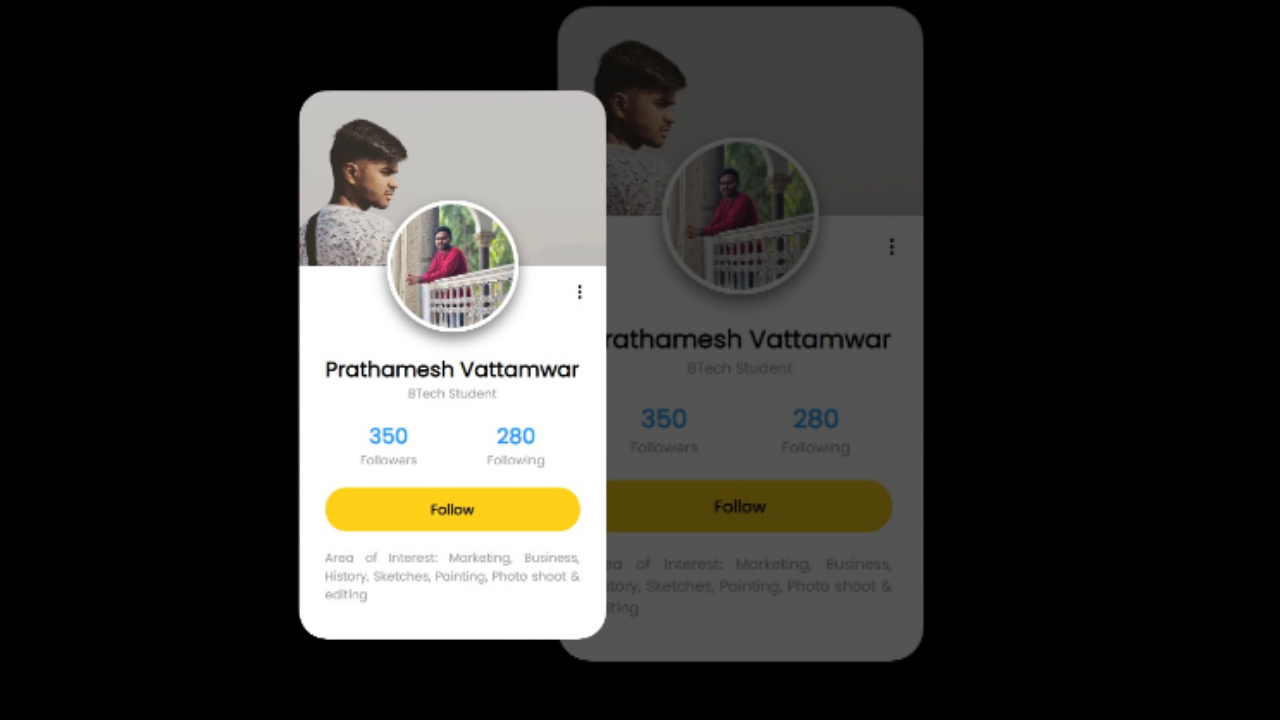 Prathamesh Vattamwar
BTech Student
350
280
Followers
Following
Follow
Area of Interest: Marketing, Business,
History, Sketches, Painting, Photo shoot &
editing
rathamesh Vattamwar
BTech Student
350
280
Followers
Following
Follow
ea of Interest: Marketing, Business,
story, Sketches, Painting, Photo shoot &
iting